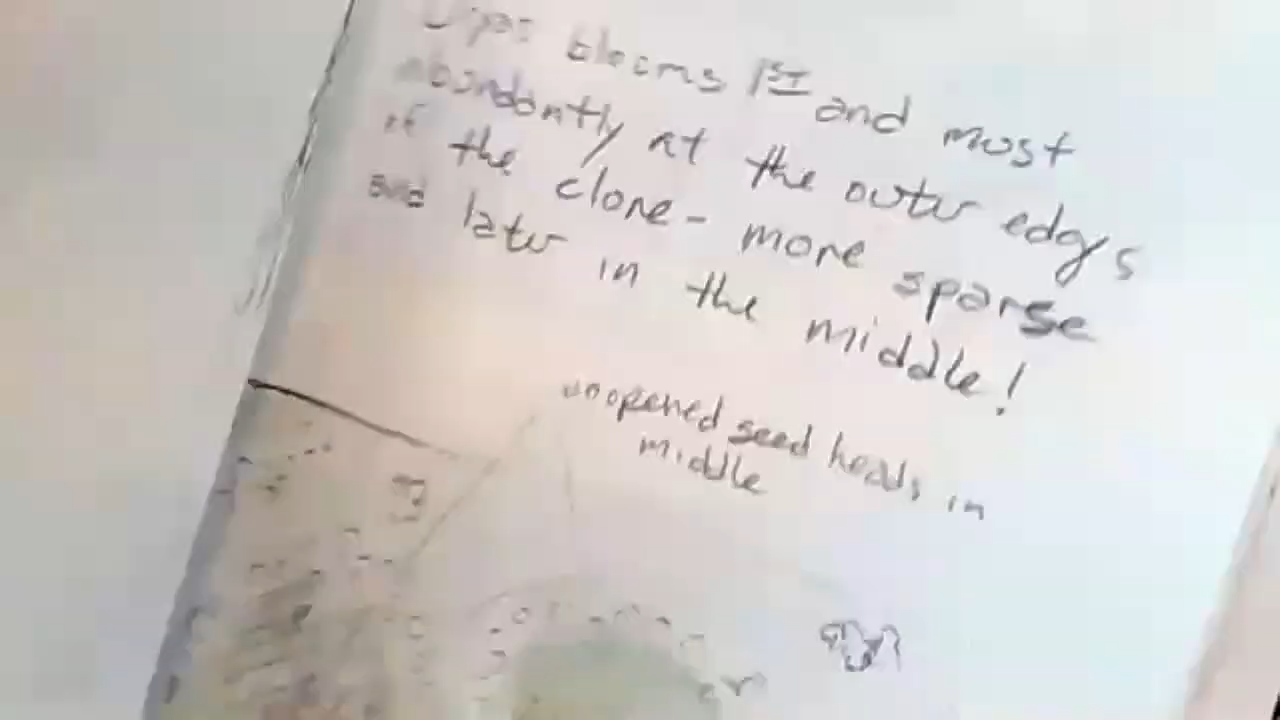 blooms 1ST and most
abundantly at the outer edges
of the clone - more sparse
and later in the middle!
unopened seed heads in
middle